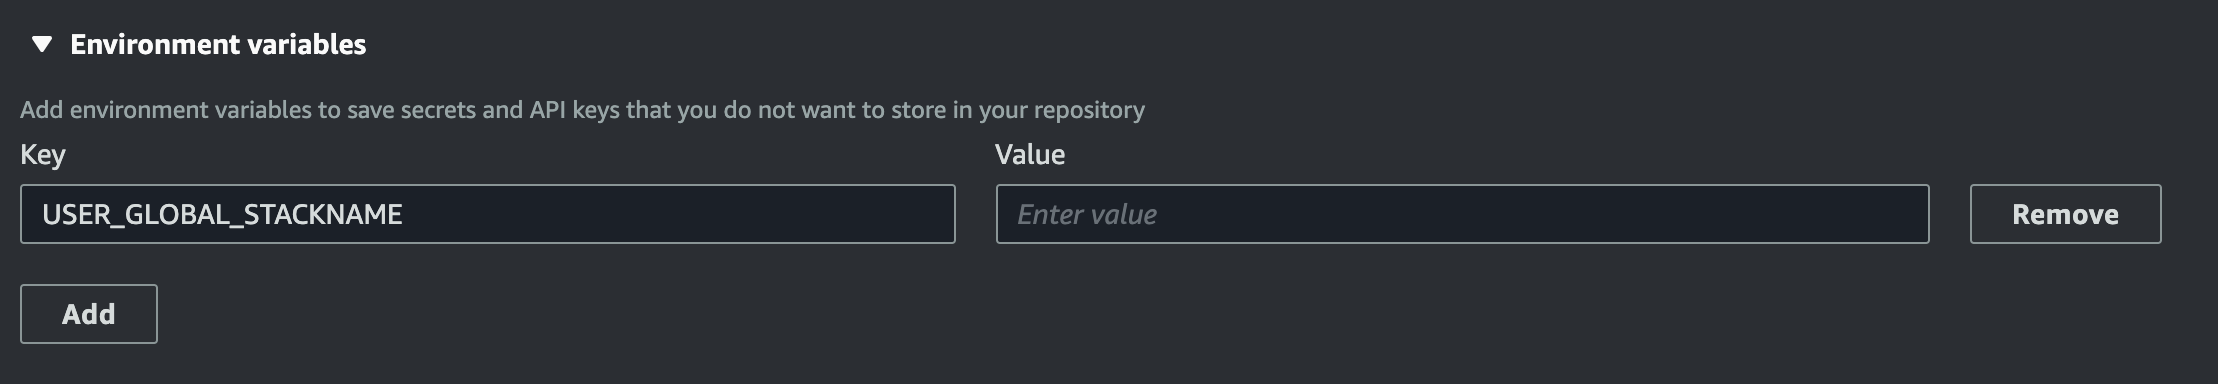 Environment variables
Add environment variables to save secrets and API keys that you do not want to store in your repository
Key Value
USER_GLOBAL_STACKNAME Enter value Remove
Add